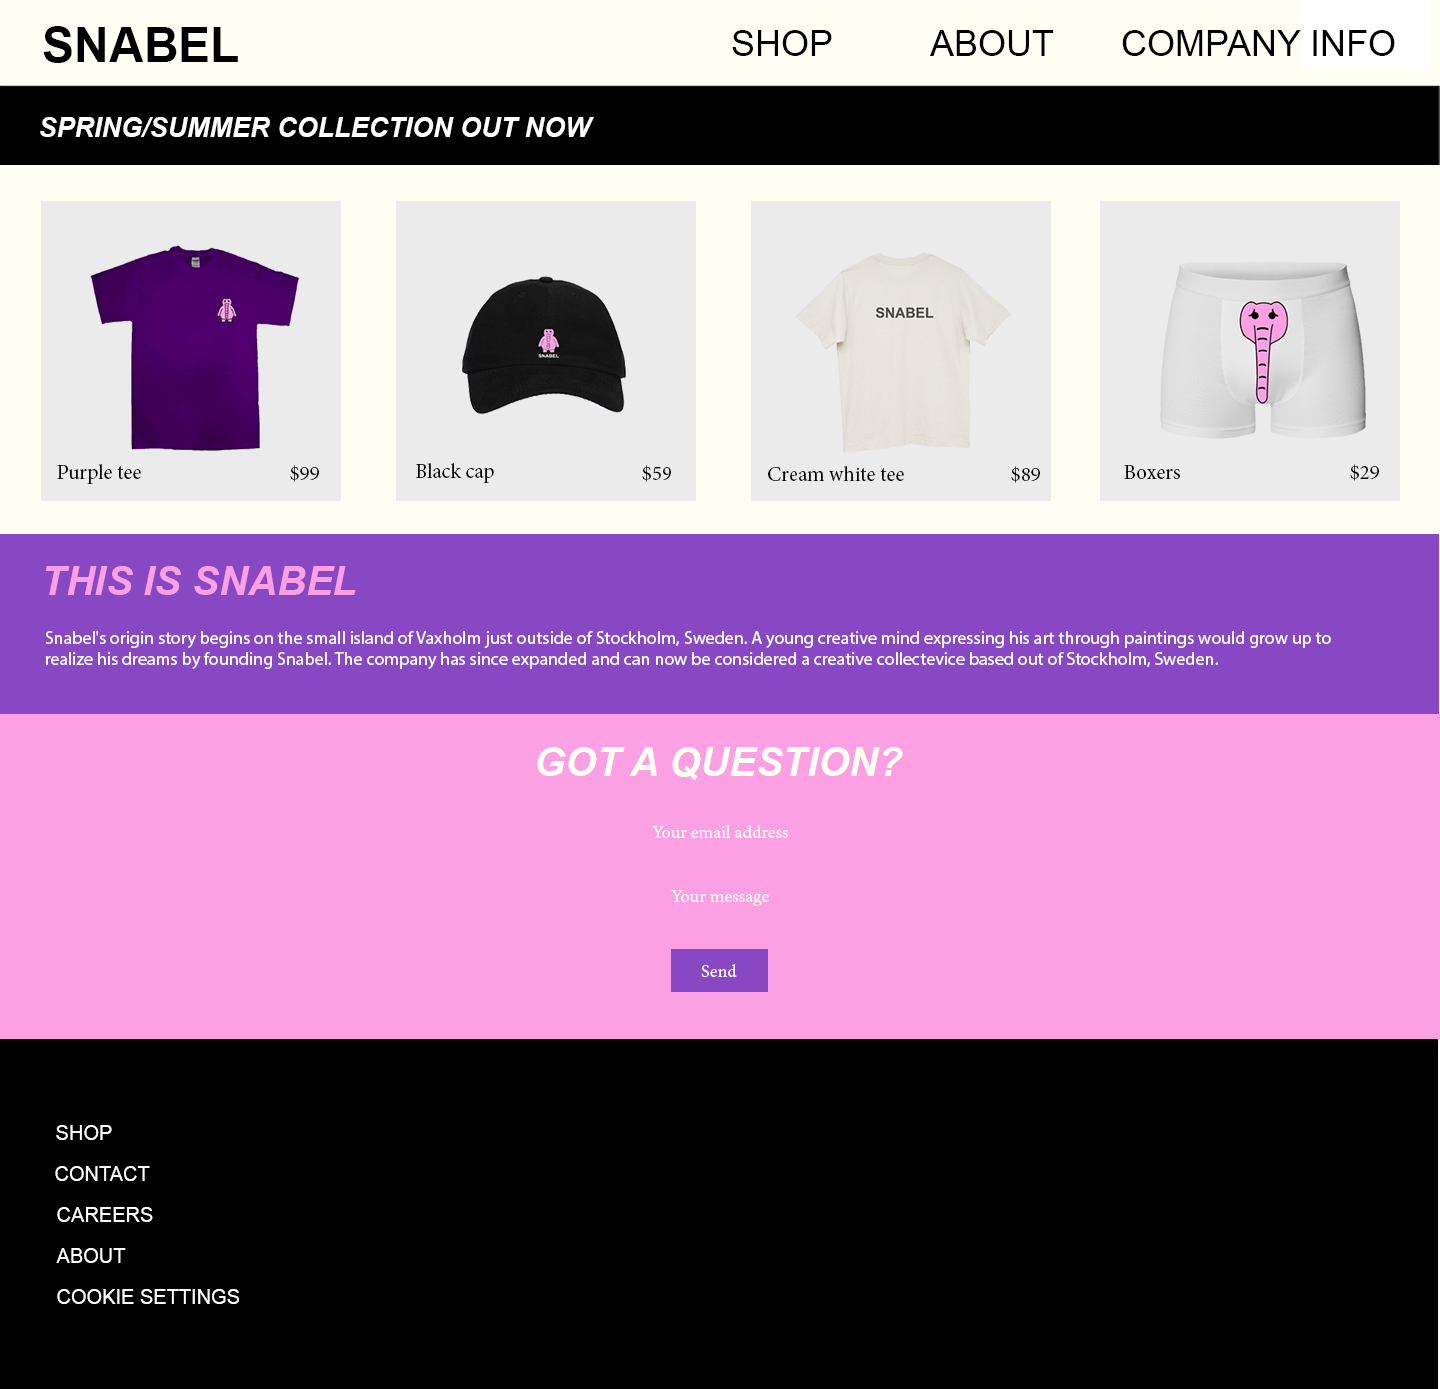 SNABEL
SHOP
ABOUT
COMPANY INFO
SPRING/SUMMER COLLECTION OUT NOW
SNABEL
SNABEL
Purple tee
$99
Black cap
$59
Cream white tee
$89
Boxers
$29
THIS IS SNABEL
Snabel's origin story begins on the small island of Vaxholm just outside of Stockholm, Sweden. A young creative mind expressing his art through paintings would grow up to
realize his dreams by founding Snabel. The company has since expanded and can now be considered a creative collectevice based out of Stockholm, Sweden.
GOT A QUESTION?
Your email address
Your message
Send
SHOP
CONTACT
CAREERS
ABOUT
COOKIE SETTINGS